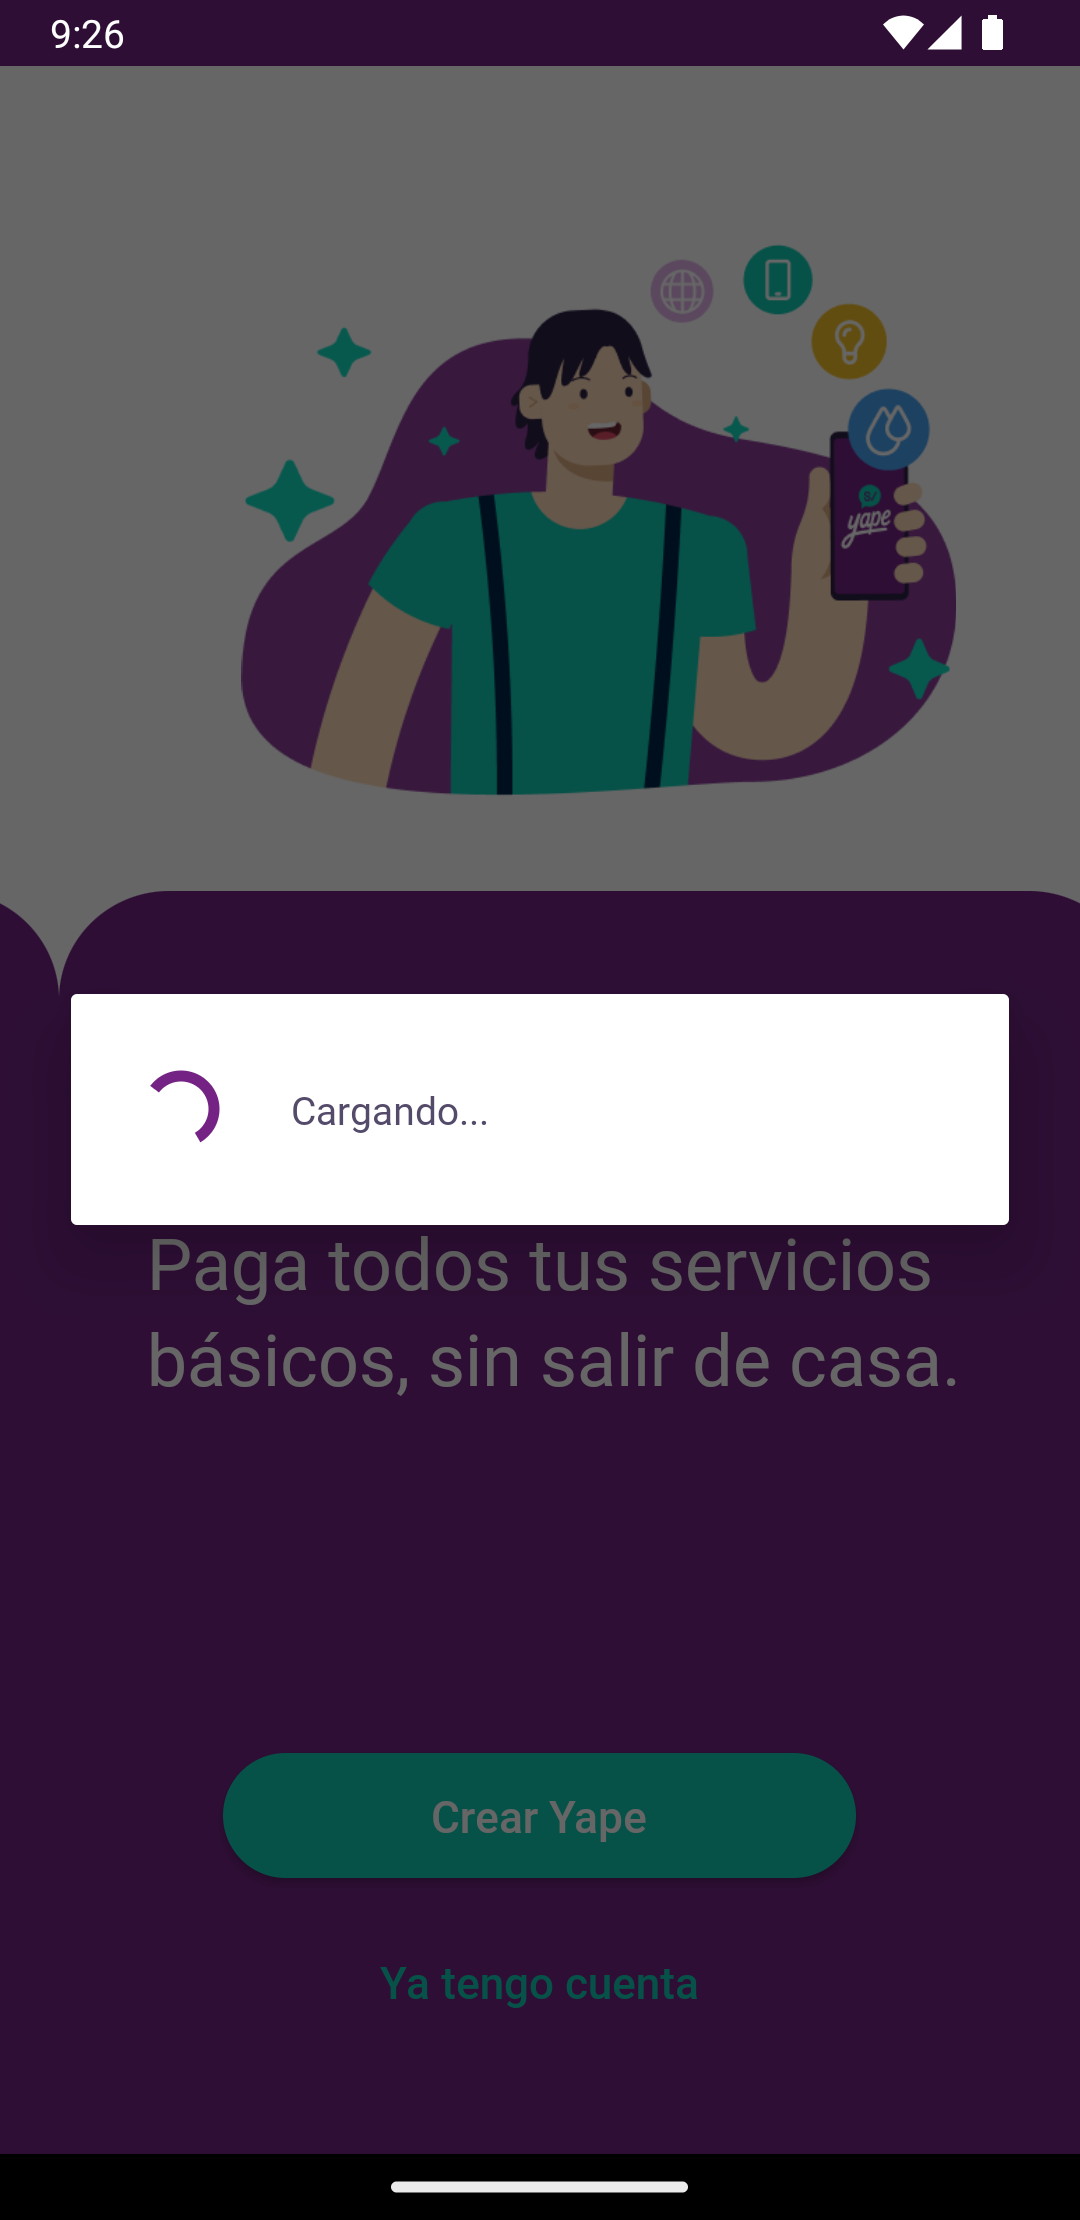 9:26
S/
yape
Cargando...
Paga todos tus servicios
básicos, sin salir de casa.
Crear Yape
Ya tengo cuenta